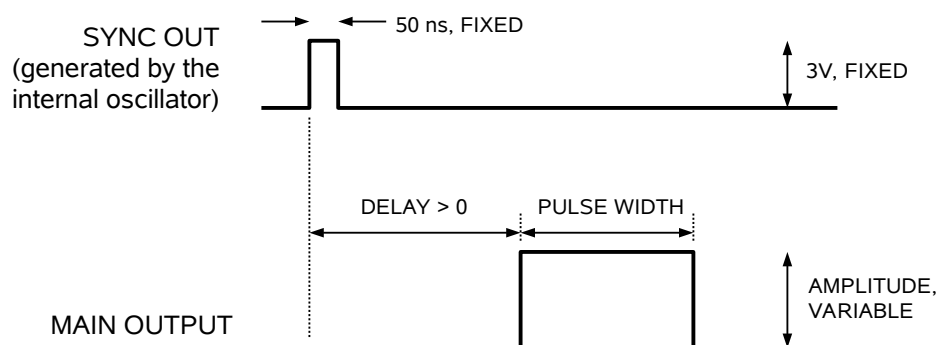 50 ns, FIXED
SYNC OUT
(generated by the
internal oscillator)
3V, FIXED
DELAY > 0
PULSE WIDTH
AMPLITUDE,
VARIABLE
MAIN OUTPUT